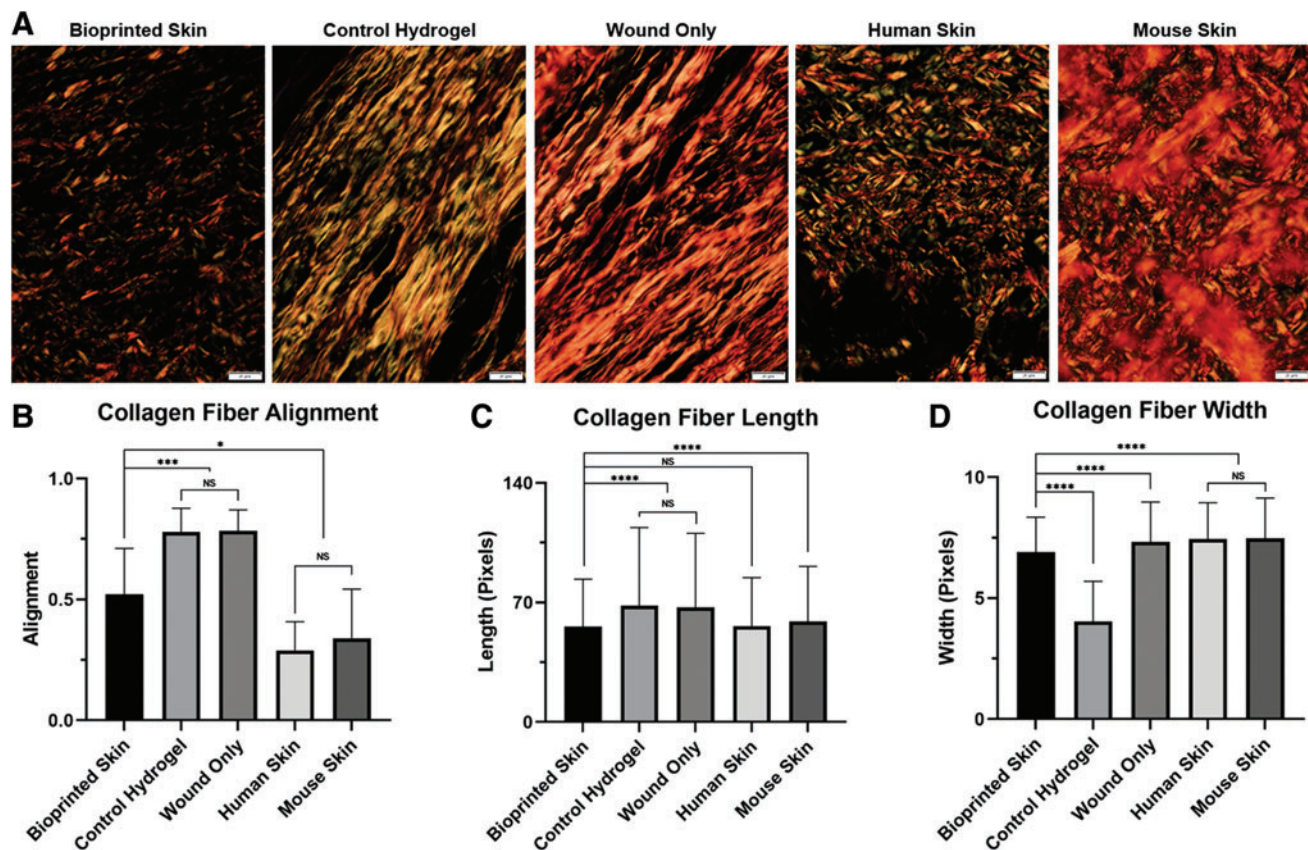 A
Bioprinted Skin Control Hydrogel Wound Only Human Skin Mouse Skin
B
Collagen Fiber Alignment
*
***
NS
NS
1.0
0.5
0.0
Alignment
Bioprinted Skin
Control Hydrogel
Wound Only
Human Skin
Mouse Skin
C
Collagen Fiber Length
****
NS
****
NS
140
70
0
Length (Pixels)
Bioprinted Skin
Control Hydrogel
Wound Only
Human Skin
Mouse Skin
D
Collagen Fiber Width
****
****
****
NS
10
5
0
Width (Pixels)
Bioprinted Skin
Control Hydrogel
Wound Only
Human Skin
Mouse Skin